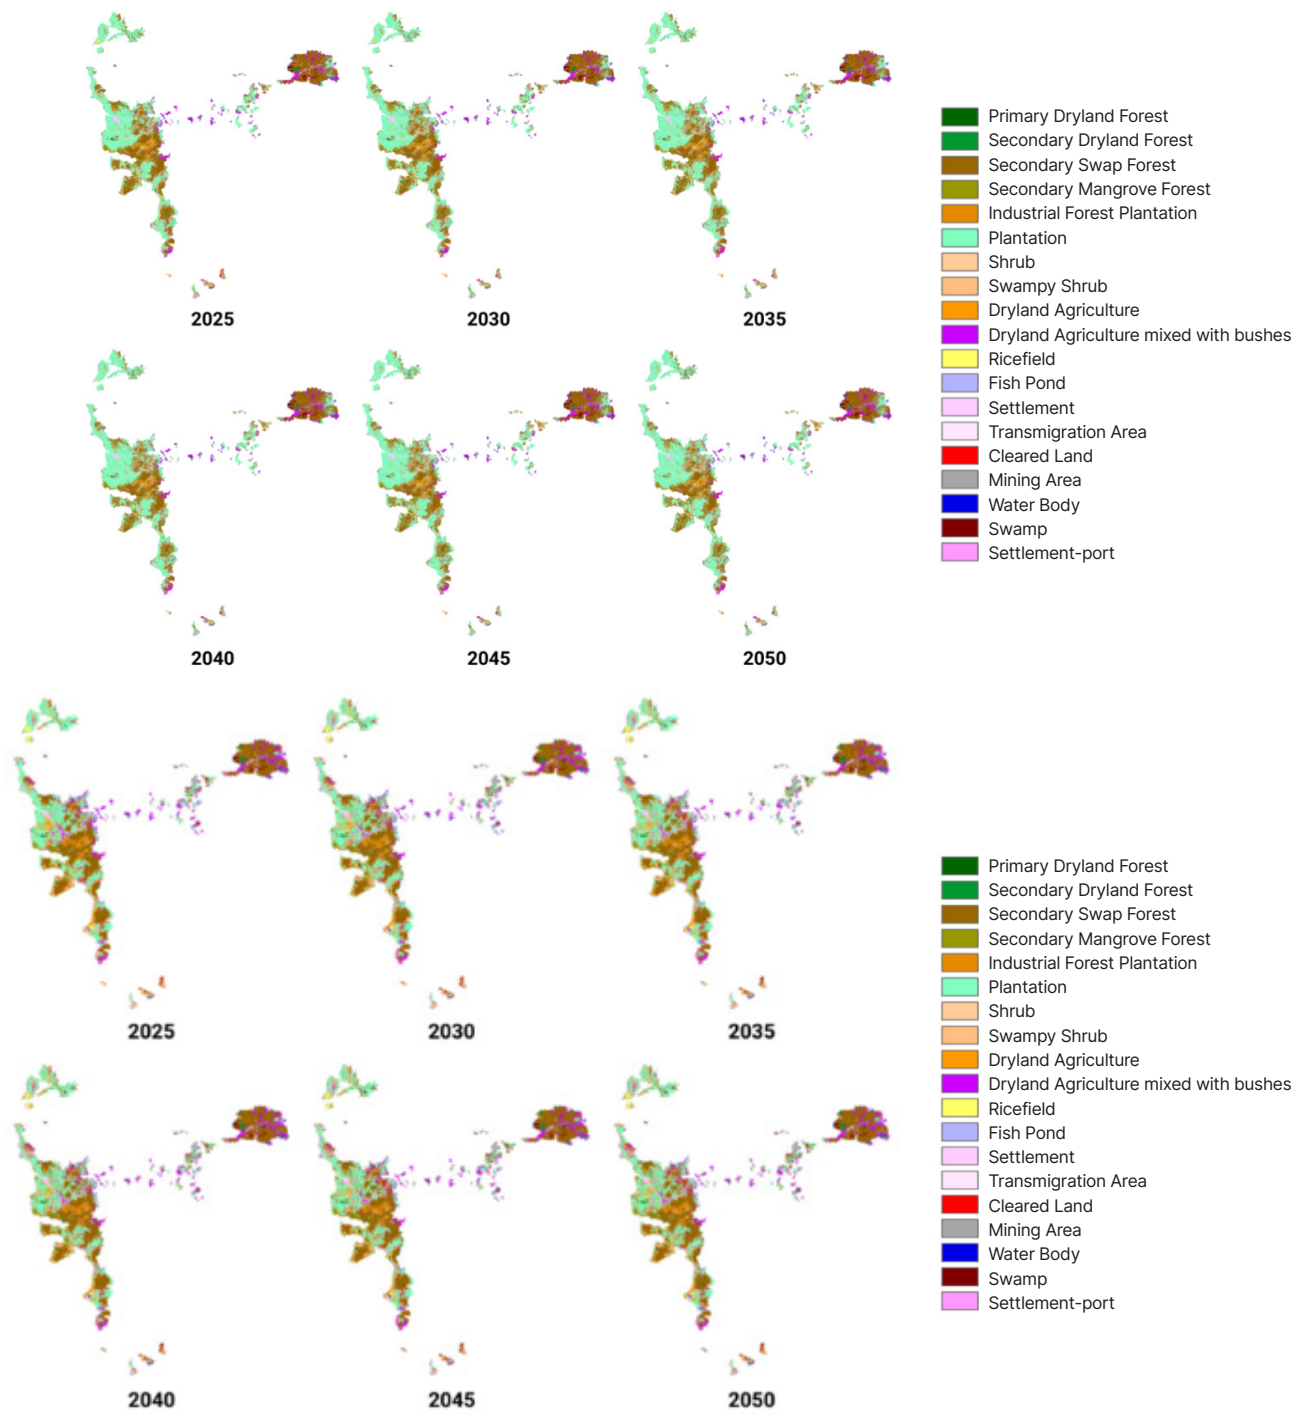 2025
2030
2035
2040
2045
2050
Primary Dryland Forest
Secondary Dryland Forest
Secondary Swap Forest
Secondary Mangrove Forest
Industrial Forest Plantation
Plantation
Shrub
Swampy Shrub
Dryland Agriculture
Dryland Agriculture mixed with bushes
Ricefield
Fish Pond
Settlement
Transmigration Area
Cleared Land
Mining Area
Water Body
Swamp
Settlement-port
2025
2030
2035
2040
2045
2050
Primary Dryland Forest
Secondary Dryland Forest
Secondary Swap Forest
Secondary Mangrove Forest
Industrial Forest Plantation
Plantation
Shrub
Swampy Shrub
Dryland Agriculture
Dryland Agriculture mixed with bushes
Ricefield
Fish Pond
Settlement
Transmigration Area
Cleared Land
Mining Area
Water Body
Swamp
Settlement-port